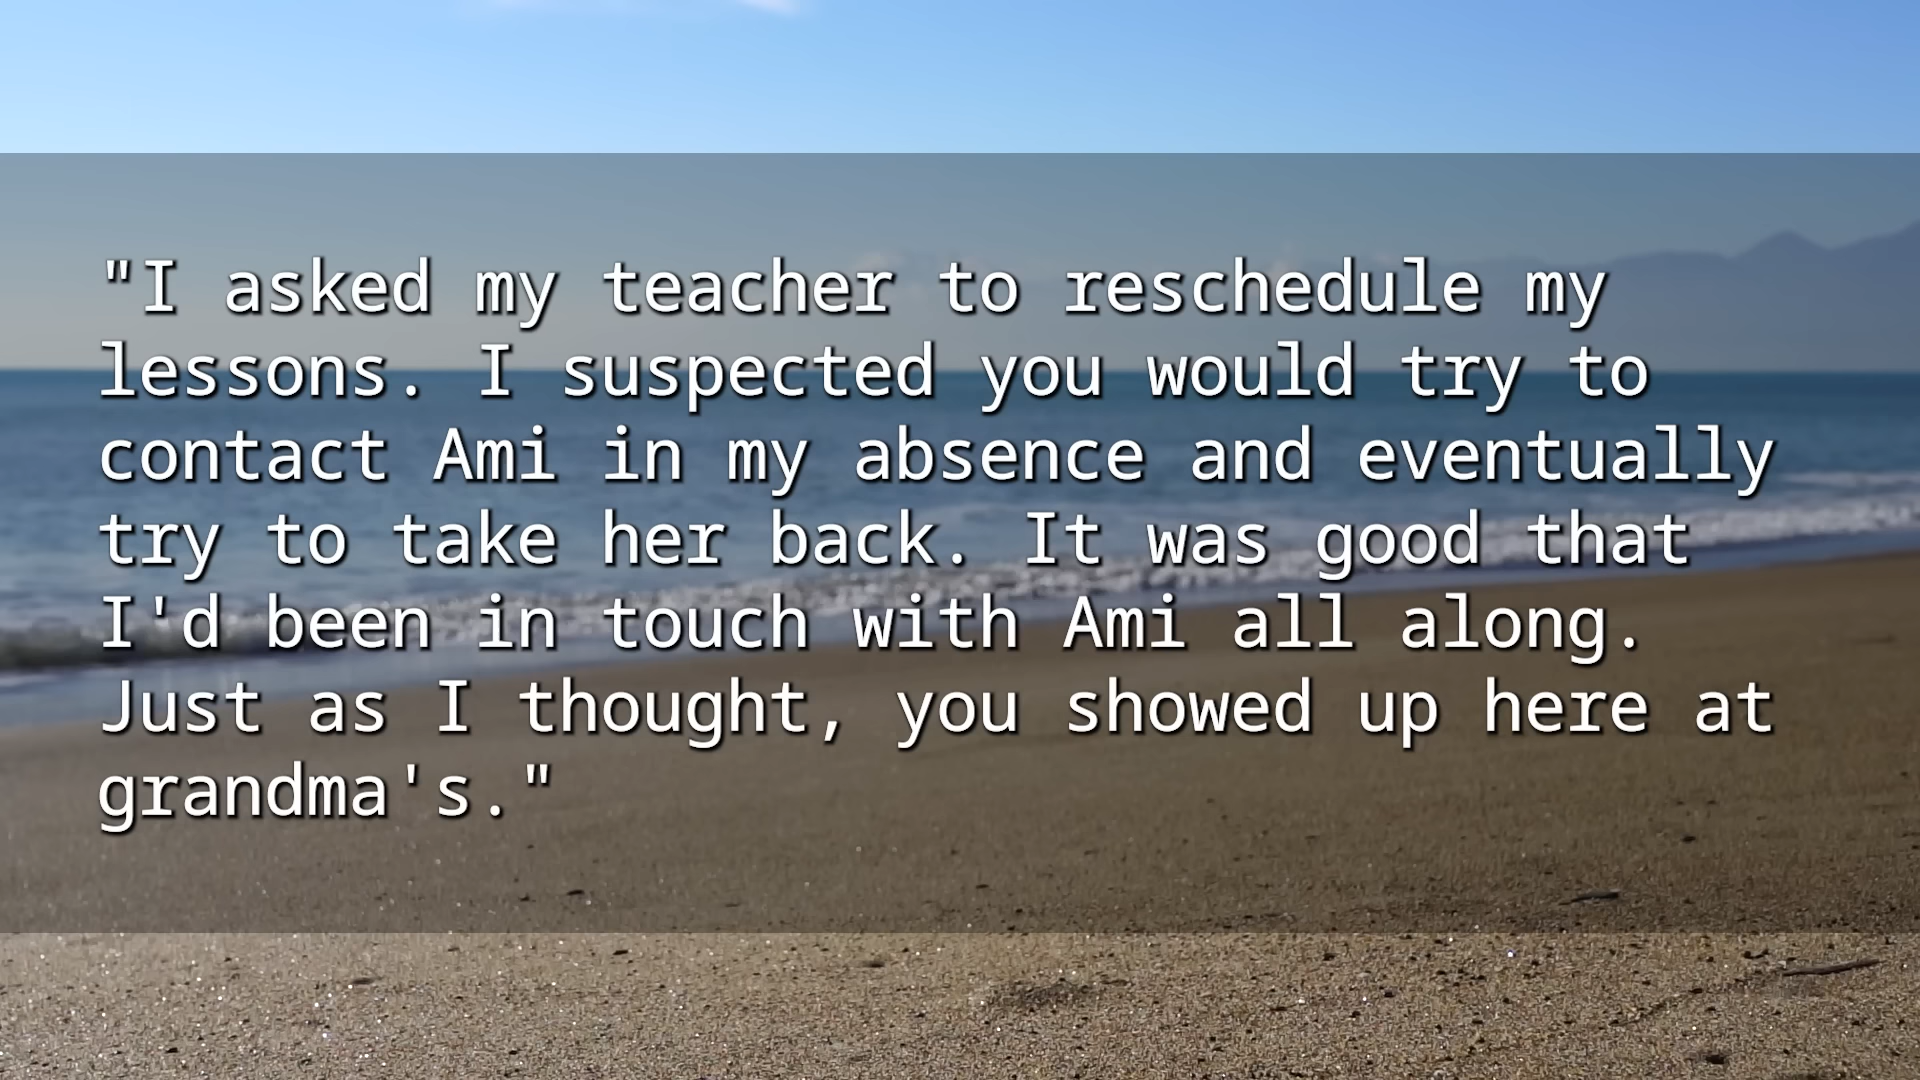 "I asked my teacher to reschedule my
lessons. I suspected you would try to
contact Ami in my absence and eventually
try to take her back. It was good that
I'd been in touch with Ami all along.
Just as I thought, you showed up here at
grandma's."